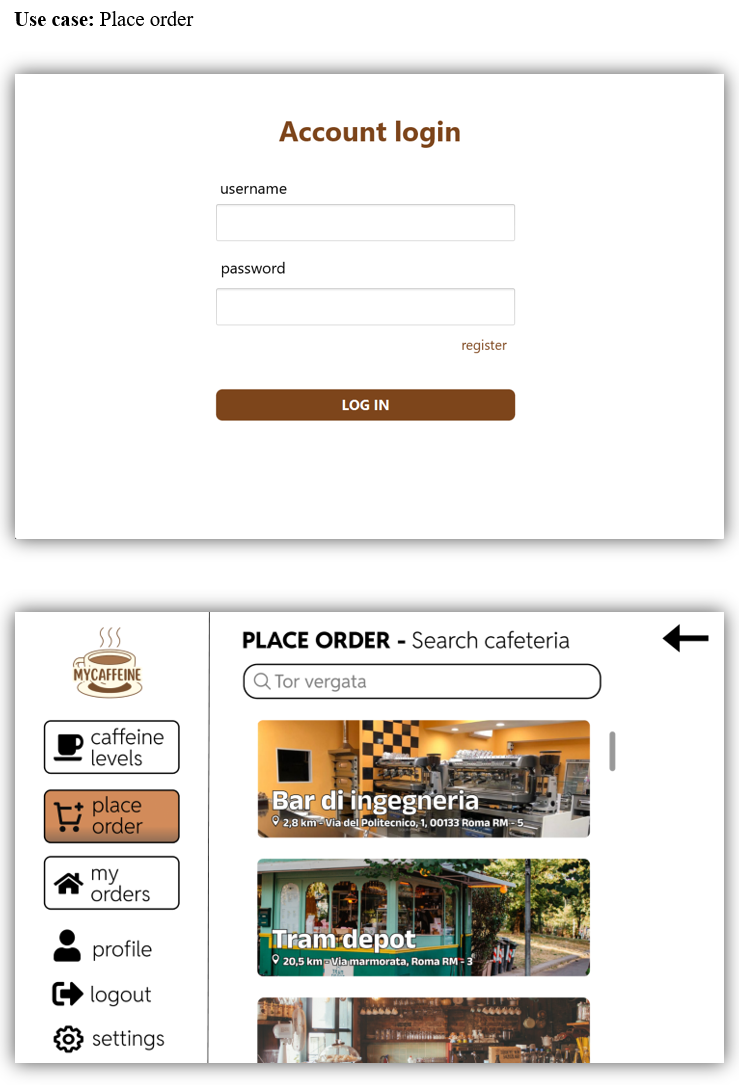 Use case: Place order
Account login
username
password
register
LOG IN
MYCAFFEINE
caffeine
levels
place
order
my
orders
profile
logout
settings
PLACE ORDER - Search cafeteria
Tor vergata
Bar di ingegneria
2,8 km - Via del Politecnico, 1, 00133 Roma RM - 5
Tram depot
20,5 km - Via marmorata, Roma RM - 3